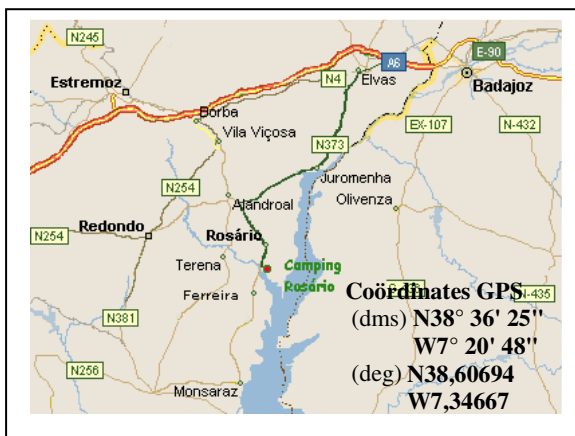 N245
A6
E-90
N4
Elvas
Estremoz
Badajoz
Borba
Vila Viçosa
EX-107
N-432
N373
Juromenha
N254
Alandroal
Olivenza
N254
Redondo
Rosário
Terena
Camping
Rosário
Ferreira
Coördinates GPS
N-435
(dms) N38° 36' 25''
N381
W7° 20' 48''
(deg) N38,60694
N256
Monsaraz
W7,34667